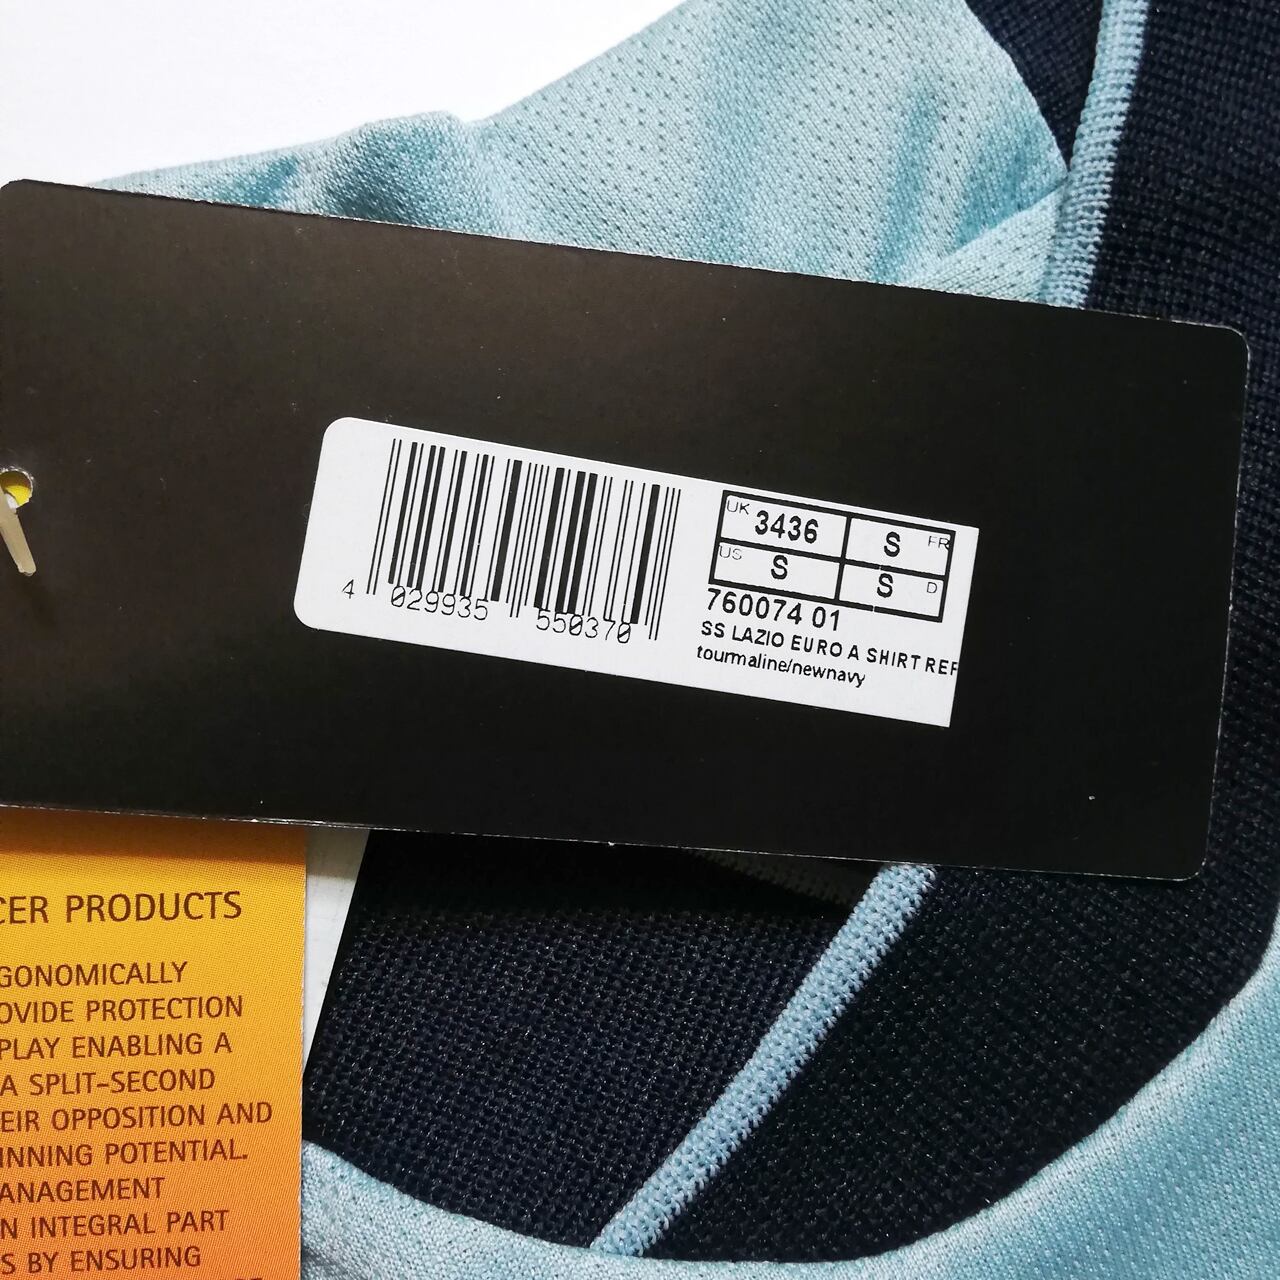 UK 3436 S FR
US S S D
760074 01
SS LAZIO EURO A SHIRT REF
tourmaline/newnavy
4 029935 550370
CER PRODUCTS
GONOMICALLY
OVIDE PROTECTION
PLAY ENABLING A
A SPLIT-SECOND
EIR OPPOSITION AND
INNING POTENTIAL.
ANAGEMENT
N INTEGRAL PART
S BY ENSURING